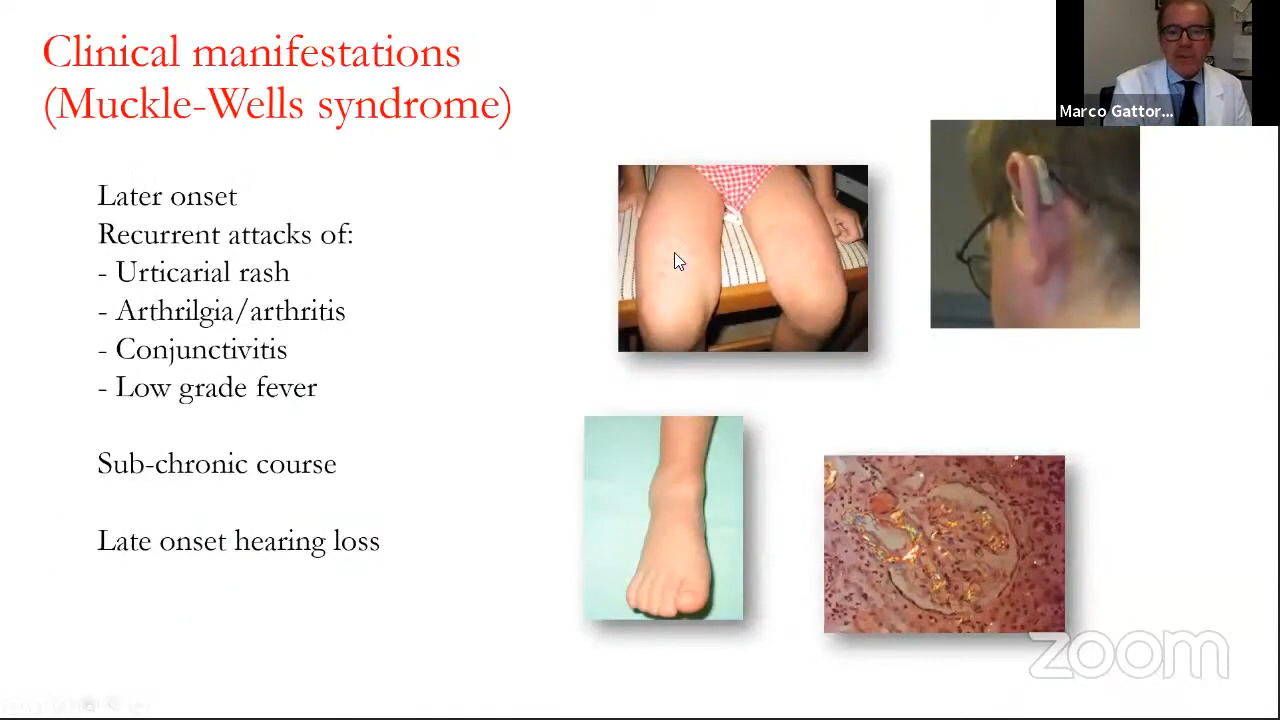 Clinical manifestations
(Muckle-Wells syndrome)
Marco Gattor...
Later onset
Recurrent attacks of:
- Urticarial rash
- Arthrilgia/arthritis
- Conjunctivitis
- Low grade fever
Sub-chronic course
Late onset hearing loss
zoom